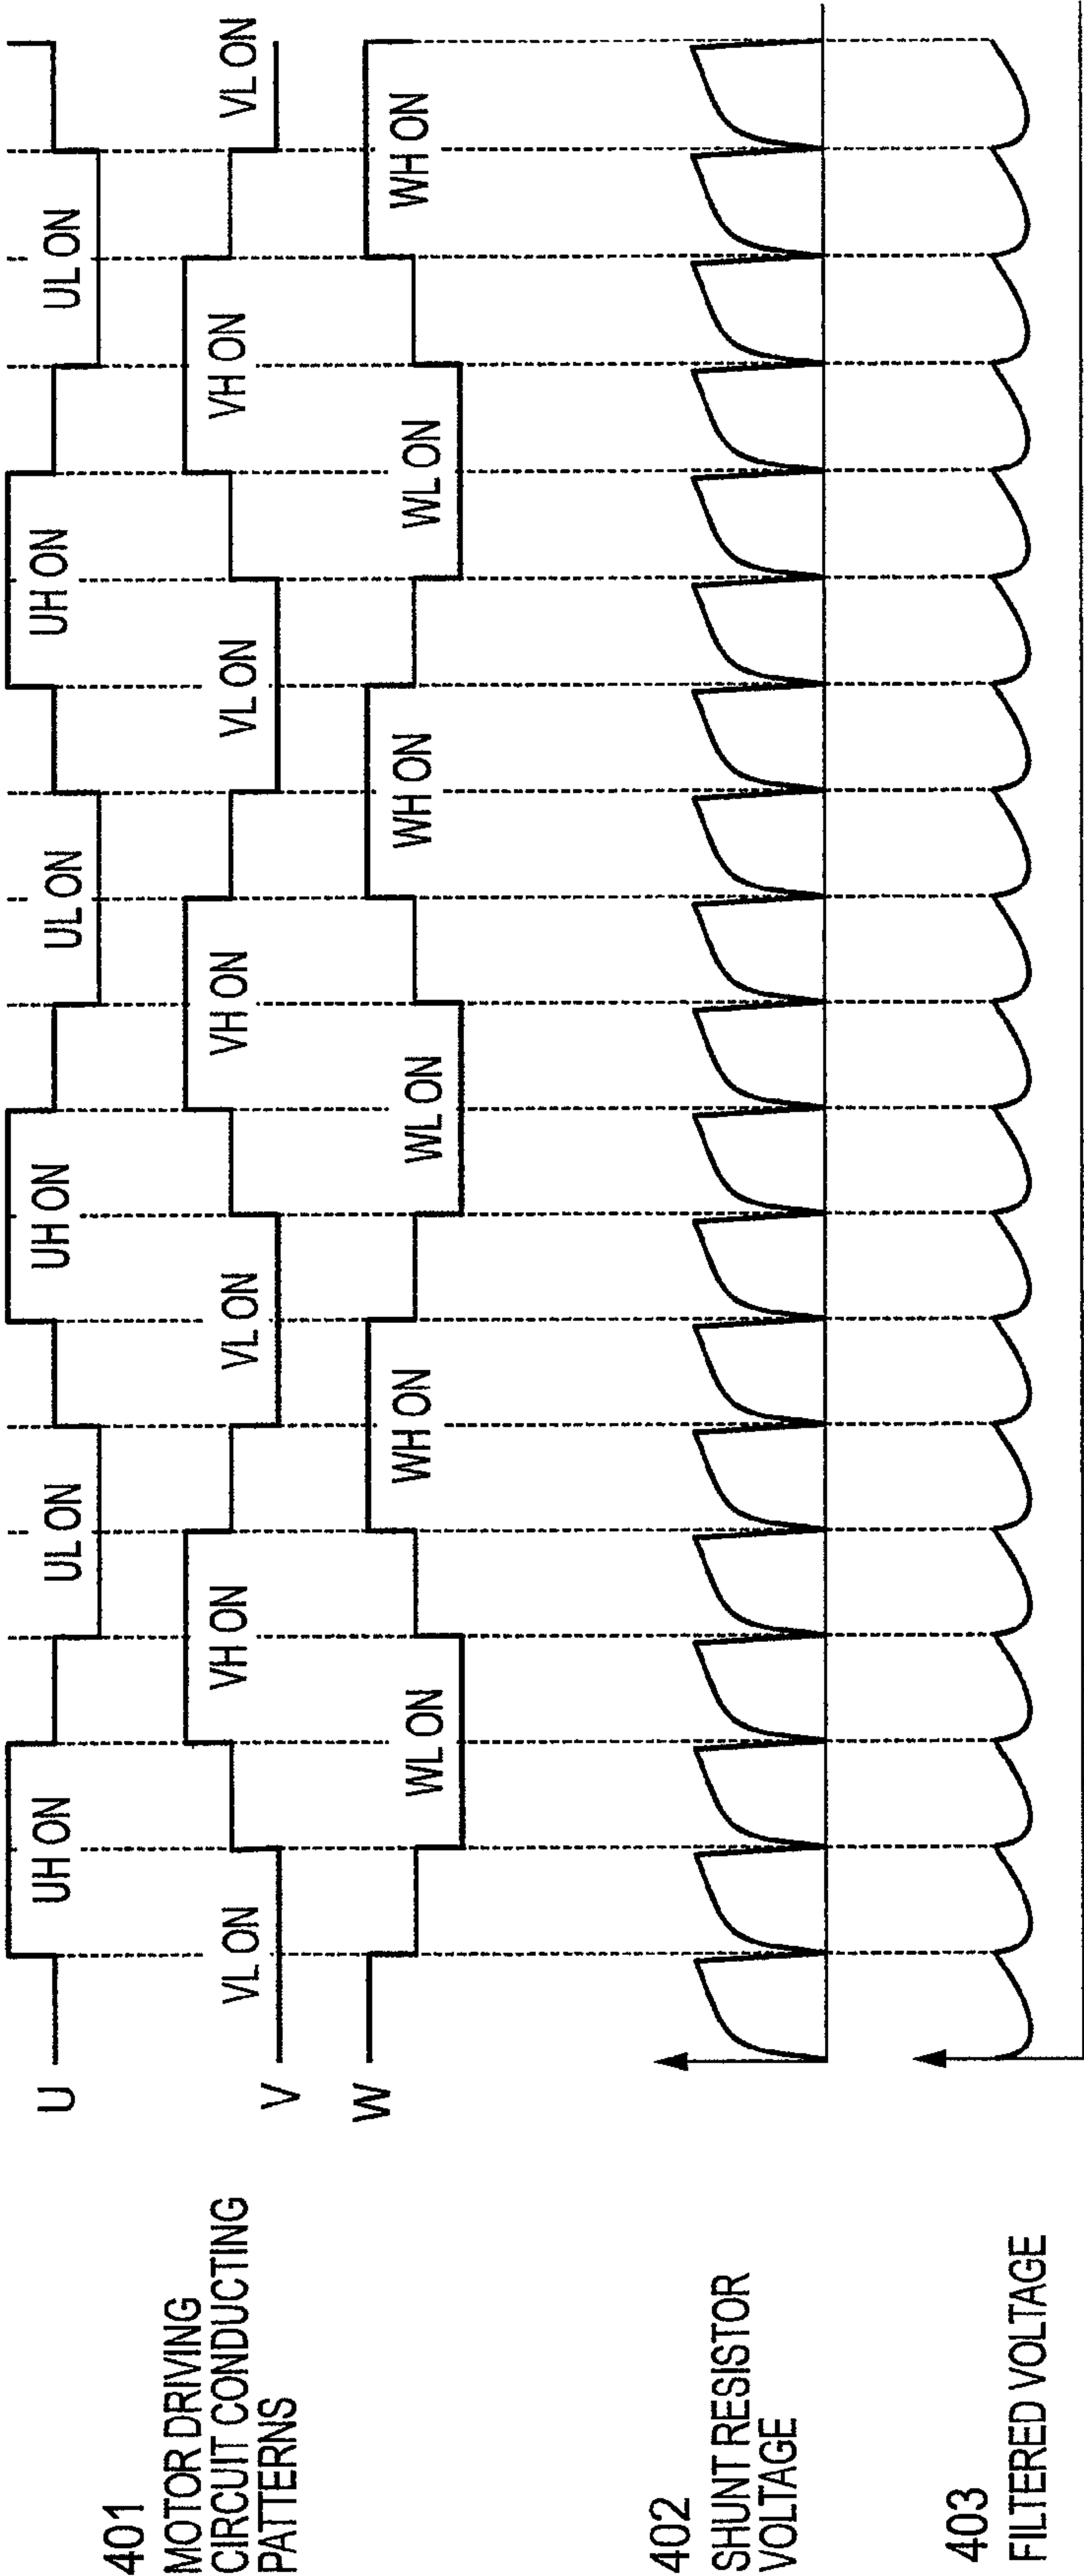 401
MOTOR DRIVING
CIRCUIT CONDUCTING
PATTERNS
U
UH ON
UL ON
UH ON
UL ON
UH ON
UL ON
V
VL ON
VH ON
VL ON
VH ON
VL ON
VH ON
VL ON
W
WL ON
WH ON
WL ON
WH ON
WL ON
WH ON
402
SHUNT RESISTOR
VOLTAGE
403
FILTERED VOLTAGE